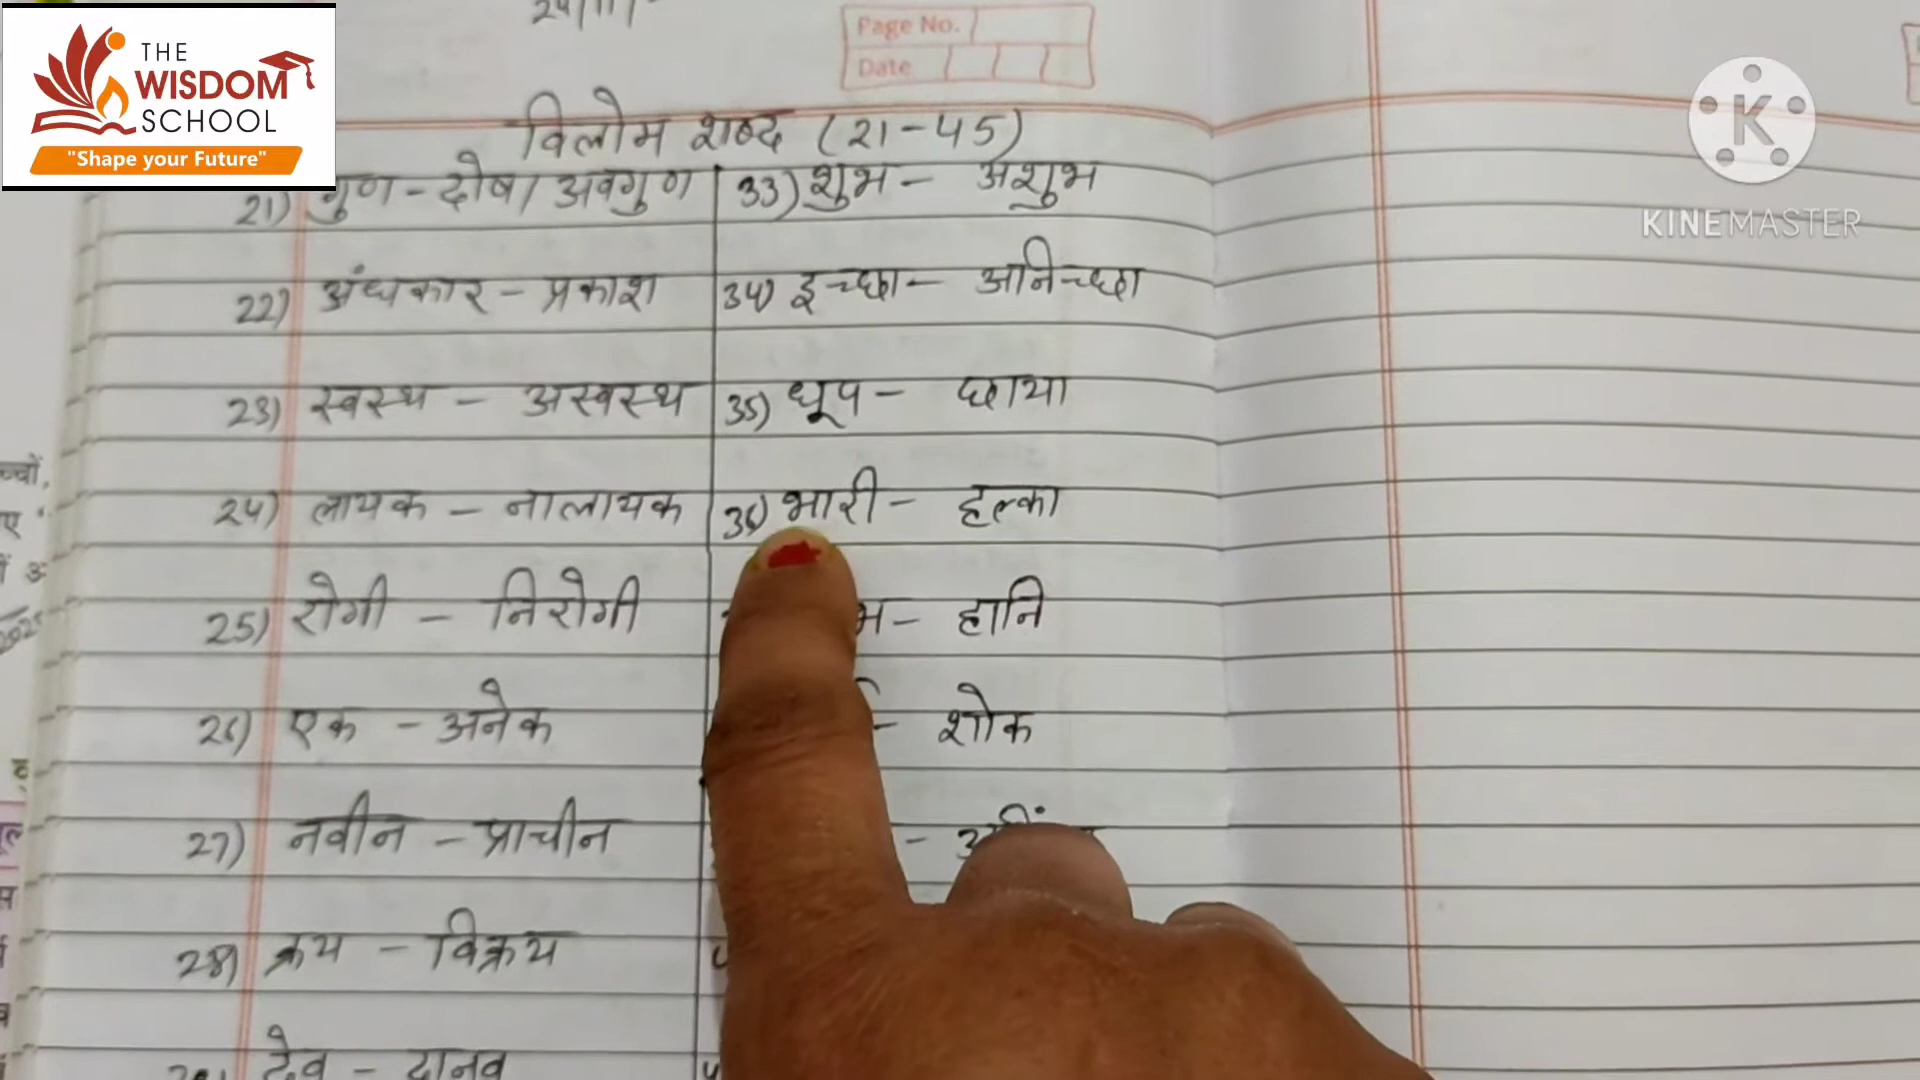 THE
WISDOM
SCHOOL
"Shape your Future"
Page No.
Date
K
KINEMASTER
विलोम शब्द (21-45)
21) गुण - दोष/अवगुण
22) अंधकार - प्रकाश
23) स्वस्थ - अस्वस्थ
24) लायक - नालायक
25) रोगी - निरोगी
26) एक - अनेक
27) नवीन - प्राचीन
28) क्रय - विक्रय
देव - दानव
33) शुभ - अशुभ
34) इच्छा - अनिच्छा
35) धूप - छाया
36) भारी - हल्का
- हानि
- शोक